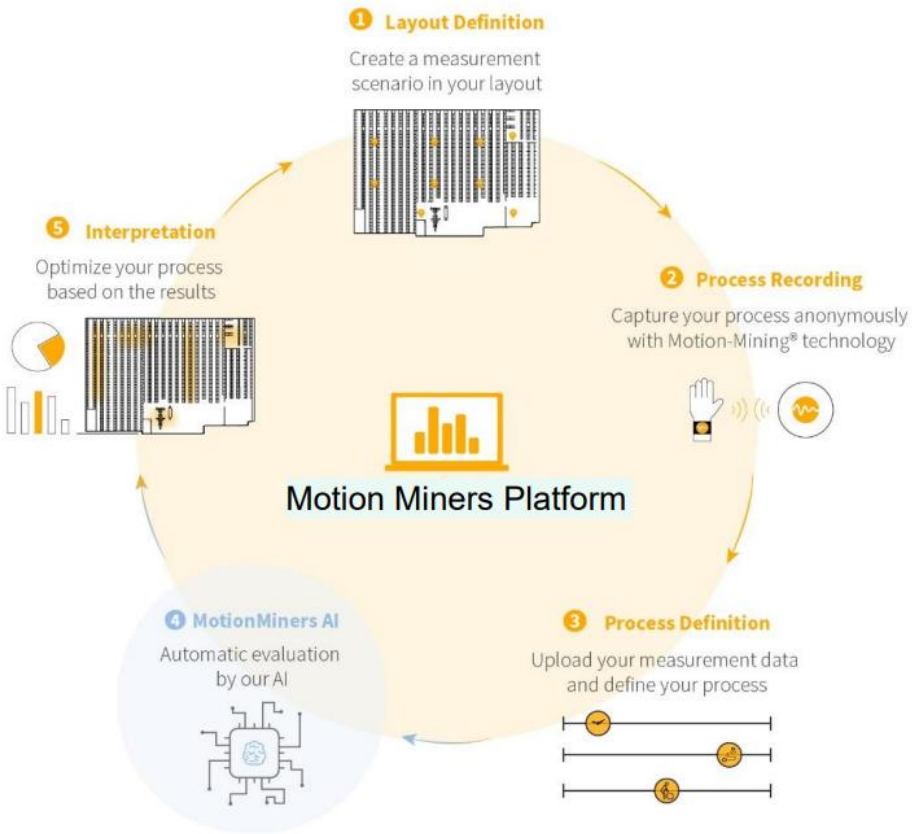 1 Layout Definition
Create a measurement
scenario in your layout
2 Process Recording
Capture your process anonymously
with Motion-Mining® technology
3 Process Definition
Upload your measurement data
and define your process
4 MotionMiners AI
Automatic evaluation
by our AI
5 Interpretation
Optimize your process
based on the results
Motion Miners Platform